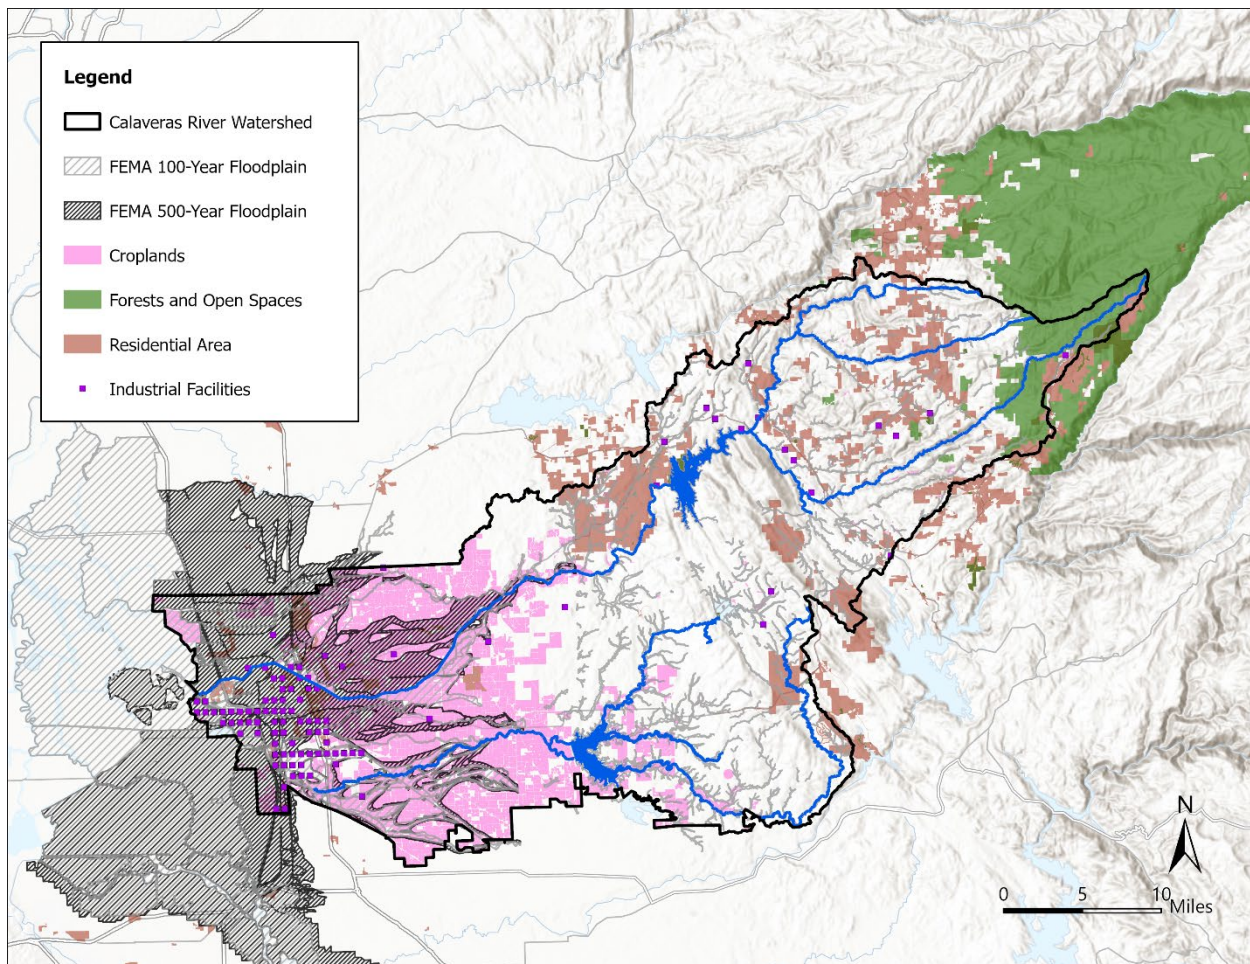 Legend
Calaveras River Watershed
FEMA 100-Year Floodplain
FEMA 500-Year Floodplain
Croplands
Forests and Open Spaces
Residential Area
Industrial Facilities
N
0 5 10
Miles